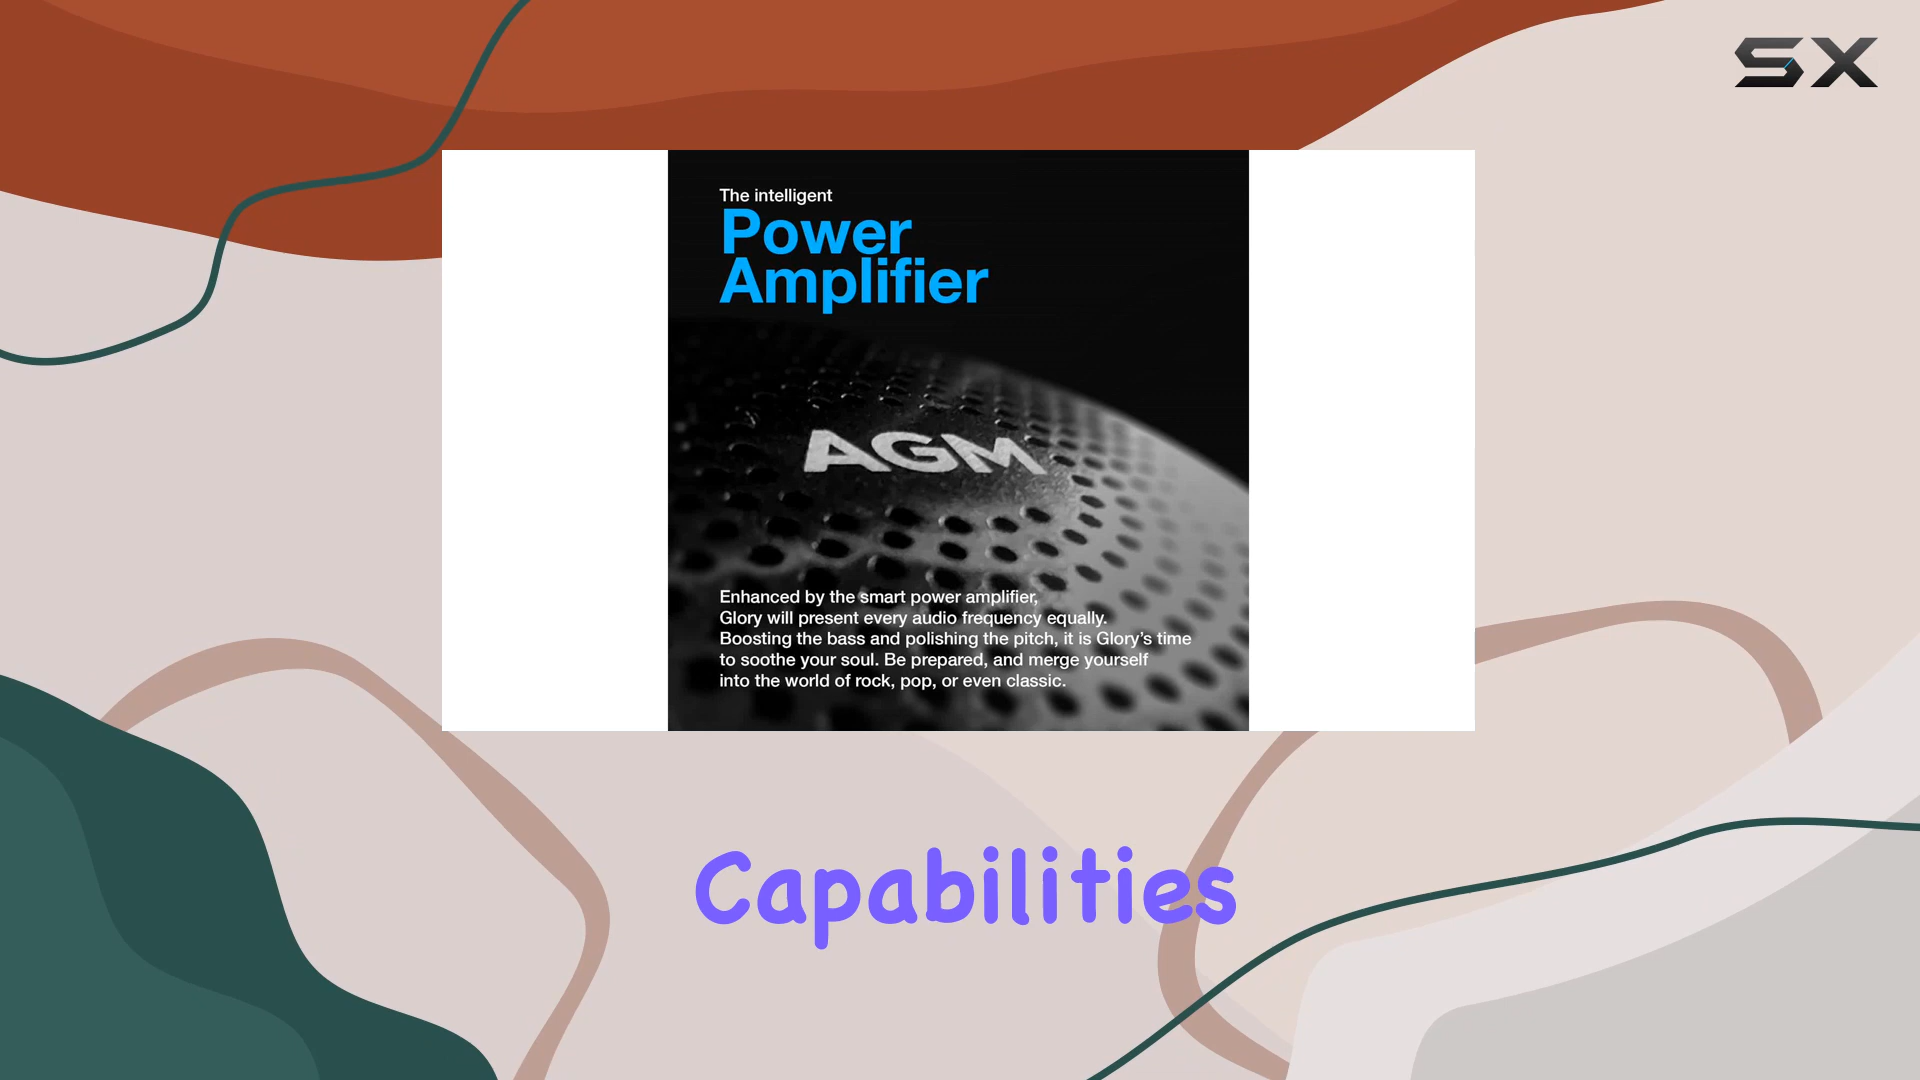 SX
The intelligent
Power
Amplifier
AGM
Enhanced by the smart power amplifier,
Glory will present every audio frequency equally.
Boosting the bass and polishing the pitch, it is Glory's time
to soothe your soul. Be prepared, and merge yourself
into the world of rock, pop, or even classic.
Capabilities